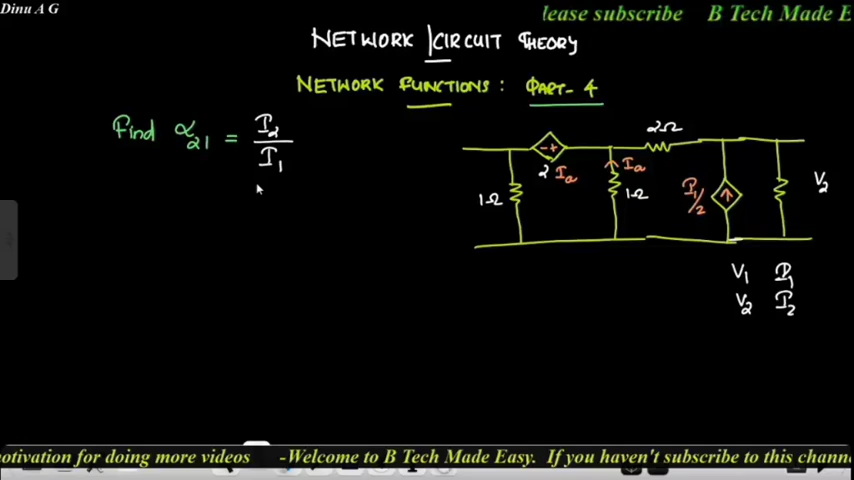 Dinu A G
lease subscribe B Tech Made E
NETWORK |CIRCUIT THEORY
NETWORK FUNCTIONS: PART-4
Find α21 = I2/I1
2Ω
- +
2 Ia
Ia
1Ω
1Ω
I1/2
V2
V1 I1
V2 I2
notivation for doing more videos -Welcome to B Tech Made Easy. If you haven't subscribe to this chann